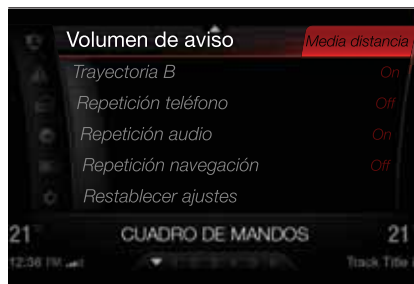 Volumen de aviso Media distancia
Trayectoria B On
Repetición teléfono Off
Repetición audio On
Repetición navegación Off
Restablecer ajustes
21 CUADRO DE MANDOS 21
12:36 PM Track Title